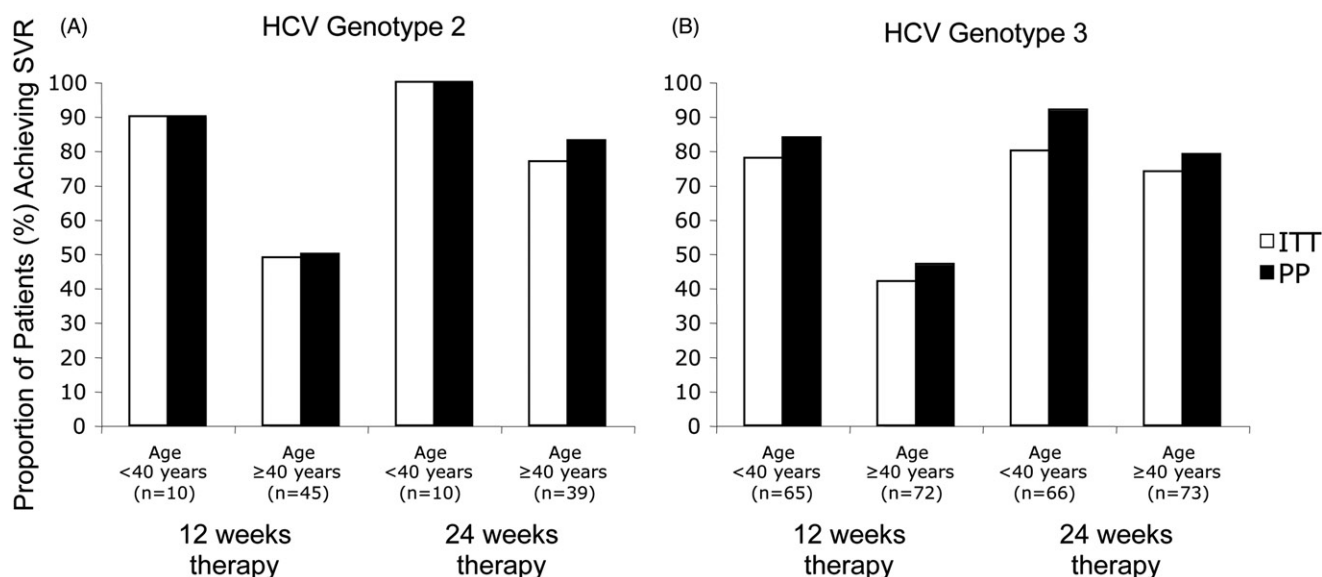 (A)
HCV Genotype 2
Proportion of Patients (%) Achieving SVR
100
90
80
70
60
50
40
30
20
10
0
Age
<40 years
(n=10)
Age
≥40 years
(n=45)
Age
<40 years
(n=10)
Age
≥40 years
(n=39)
12 weeks
therapy
24 weeks
therapy
(B)
HCV Genotype 3
100
90
80
70
60
50
40
30
20
10
0
Age
<40 years
(n=65)
Age
≥40 years
(n=72)
Age
<40 years
(n=66)
Age
≥40 years
(n=73)
12 weeks
therapy
24 weeks
therapy
ITT
PP